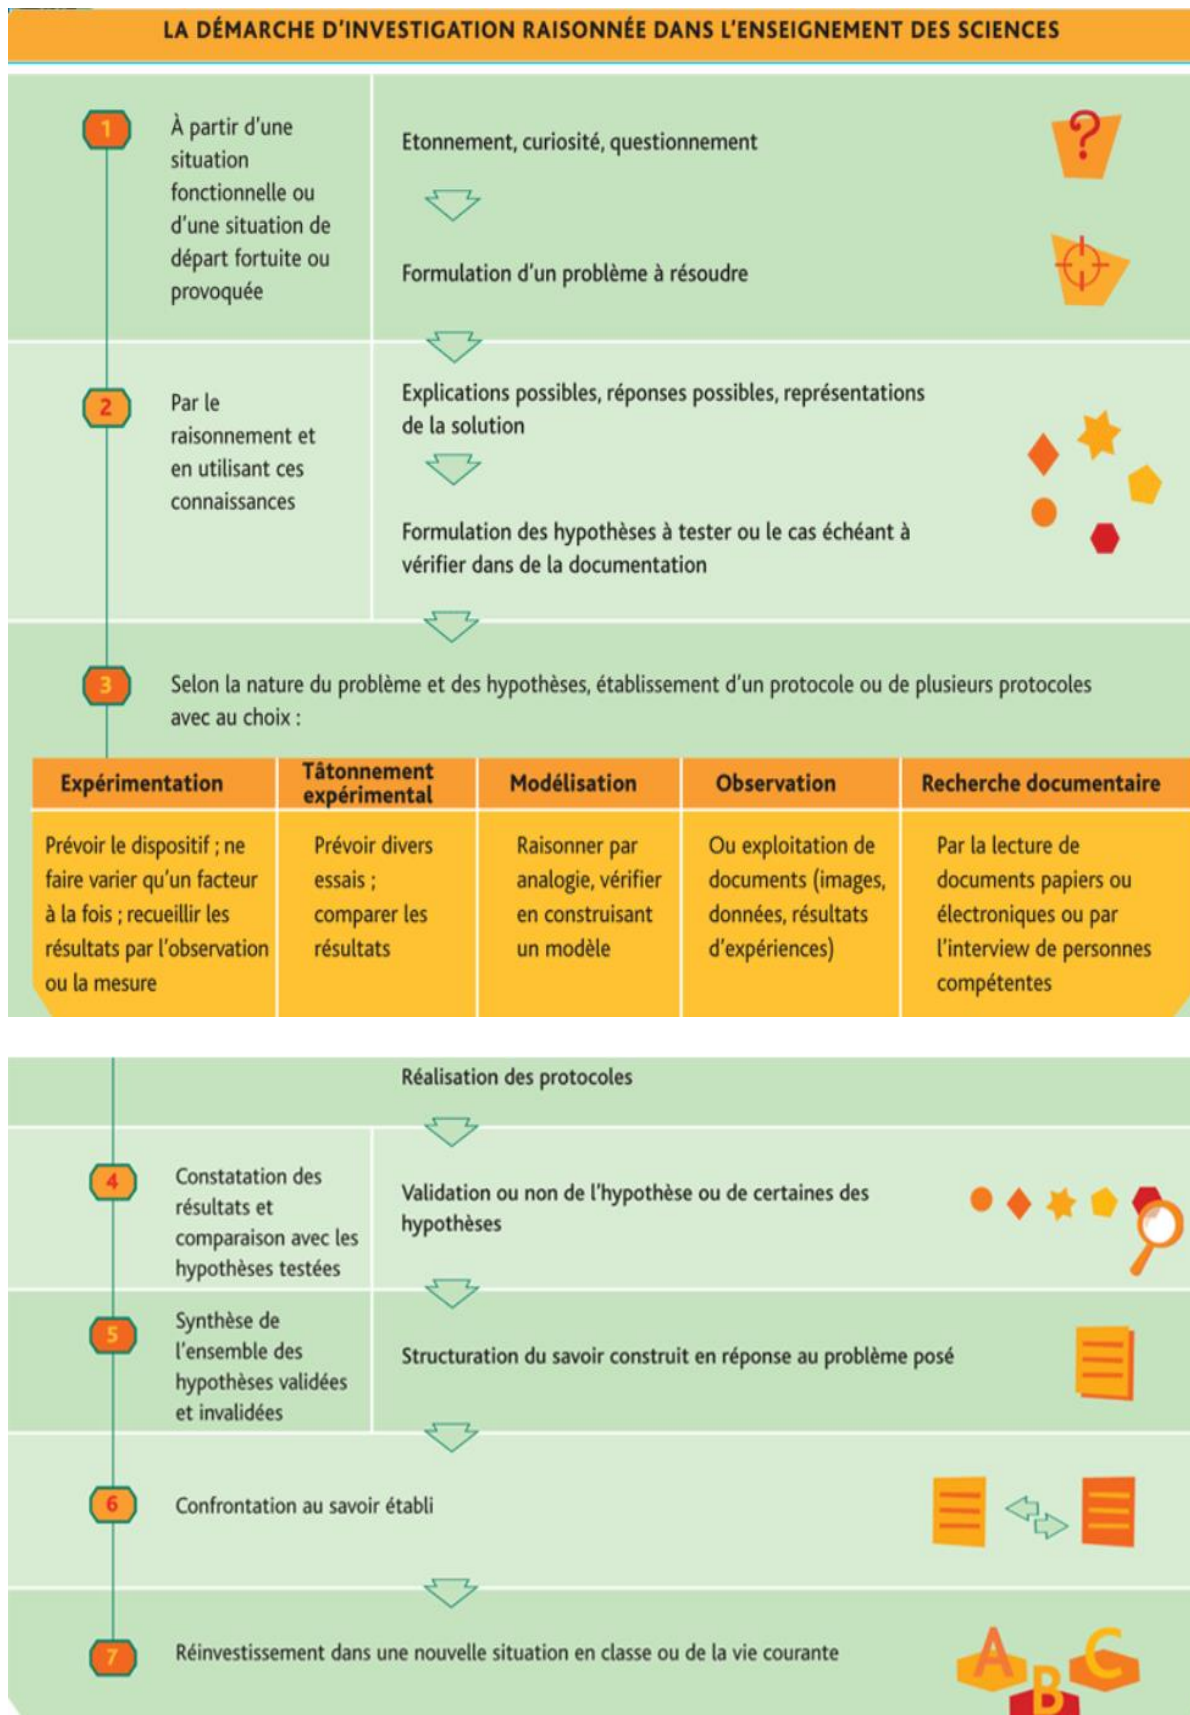 LA DÉMARCHE D'INVESTIGATION RAISONNÉE DANS L'ENSEIGNEMENT DES SCIENCES
1
À partir d'une
situation
fonctionnelle ou
d'une situation de
départ fortuite ou
provoquée
Etonnement, curiosité, questionnement
?
Formulation d'un problème à résoudre
2
Par le
raisonnement et
en utilisant ces
connaissances
Explications possibles, réponses possibles, représentations
de la solution
Formulation des hypothèses à tester ou le cas échéant à
vérifier dans de la documentation
3
Selon la nature du problème et des hypothèses, établissement d'un protocole ou de plusieurs protocoles
avec au choix :
Expérimentation
Prévoir le dispositif ; ne
faire varier qu'un facteur
à la fois ; recueillir les
résultats par l'observation
ou la mesure
Tâtonnement
expérimental
Prévoir divers
essais ;
comparer les
résultats
Modélisation
Raisonner par
analogie, vérifier
en construisant
un modèle
Observation
Ou exploitation de
documents (images,
données, résultats
d'expériences)
Recherche documentaire
Par la lecture de
documents papiers ou
électroniques ou par
l'interview de personnes
compétentes
Réalisation des protocoles
4
Constatation des
résultats et
comparaison avec les
hypothèses testées
Validation ou non de l'hypothèse ou de certaines des
hypothèses
5
Synthèse de
l'ensemble des
hypothèses validées
et invalidées
Structuration du savoir construit en réponse au problème posé
6
Confrontation au savoir établi
7
Réinvestissement dans une nouvelle situation en classe ou de la vie courante
A
B
C